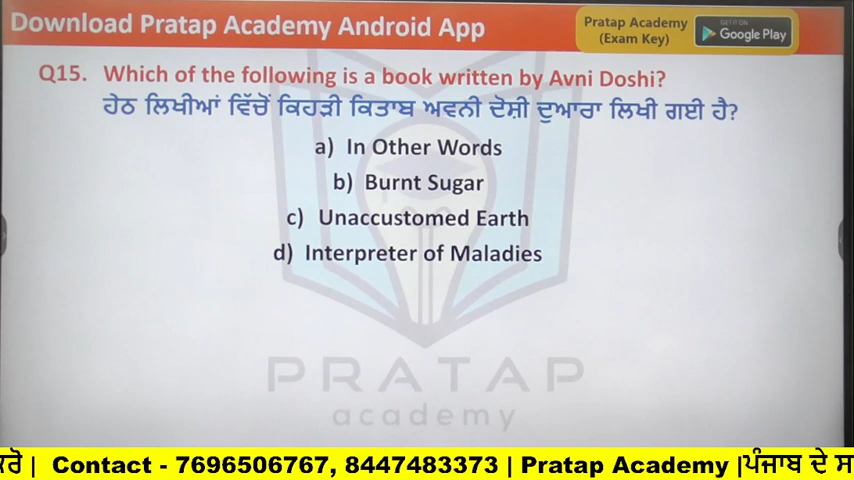 Download Pratap Academy Android App
Pratap Academy
(Exam Key)
GET IT ON
Google Play
Q15. Which of the following is a book written by Avni Doshi?
ਹੇਠ ਲਿਖੀਆਂ ਵਿੱਚੋਂ ਕਿਹੜੀ ਕਿਤਾਬ ਅਵਨੀ ਦੋਸ਼ੀ ਦੁਆਰਾ ਲਿਖੀ ਗਈ ਹੈ?
a) In Other Words
b) Burnt Sugar
c) Unaccustomed Earth
d) Interpreter of Maladies
PRATAP
academy
ਕਰੋ | Contact - 7696506767, 8447483373 | Pratap Academy |ਪੰਜਾਬ ਦੇ ਸ